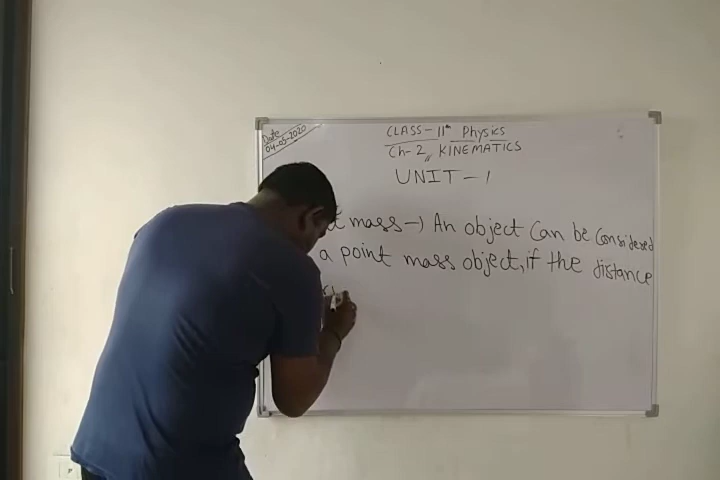 Date
04-05-2020
CLASS-11th Physics
Ch-2,, KINEMATICS
UNIT-1
mass → An object Can be Considered
a point mass object, if the distance